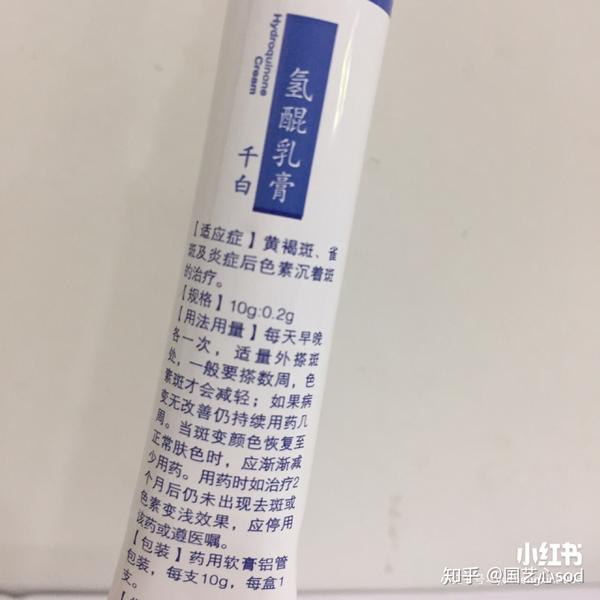 Hydroquinone
Cream
氢醌乳膏
千白
【适应症】黄褐斑、雀
斑及炎症后色素沉着斑
的治疗。
【规格】10g:0.2g
【用法用量】每天早晚
各一次，适量外搽斑
处，一般要搽数周，色
素斑才会减轻；如果病
变无改善仍持续用药几
周。当斑变颜色恢复至
正常肤色时，应渐渐减
少用药。用药时如治疗2
个月后仍未出现去斑或
色素变浅效果，应停用
该药或遵医嘱。
【包装】药用软膏铝管
包装，每支10g，每盒1
支。
小红书
知乎 @国艺心sod